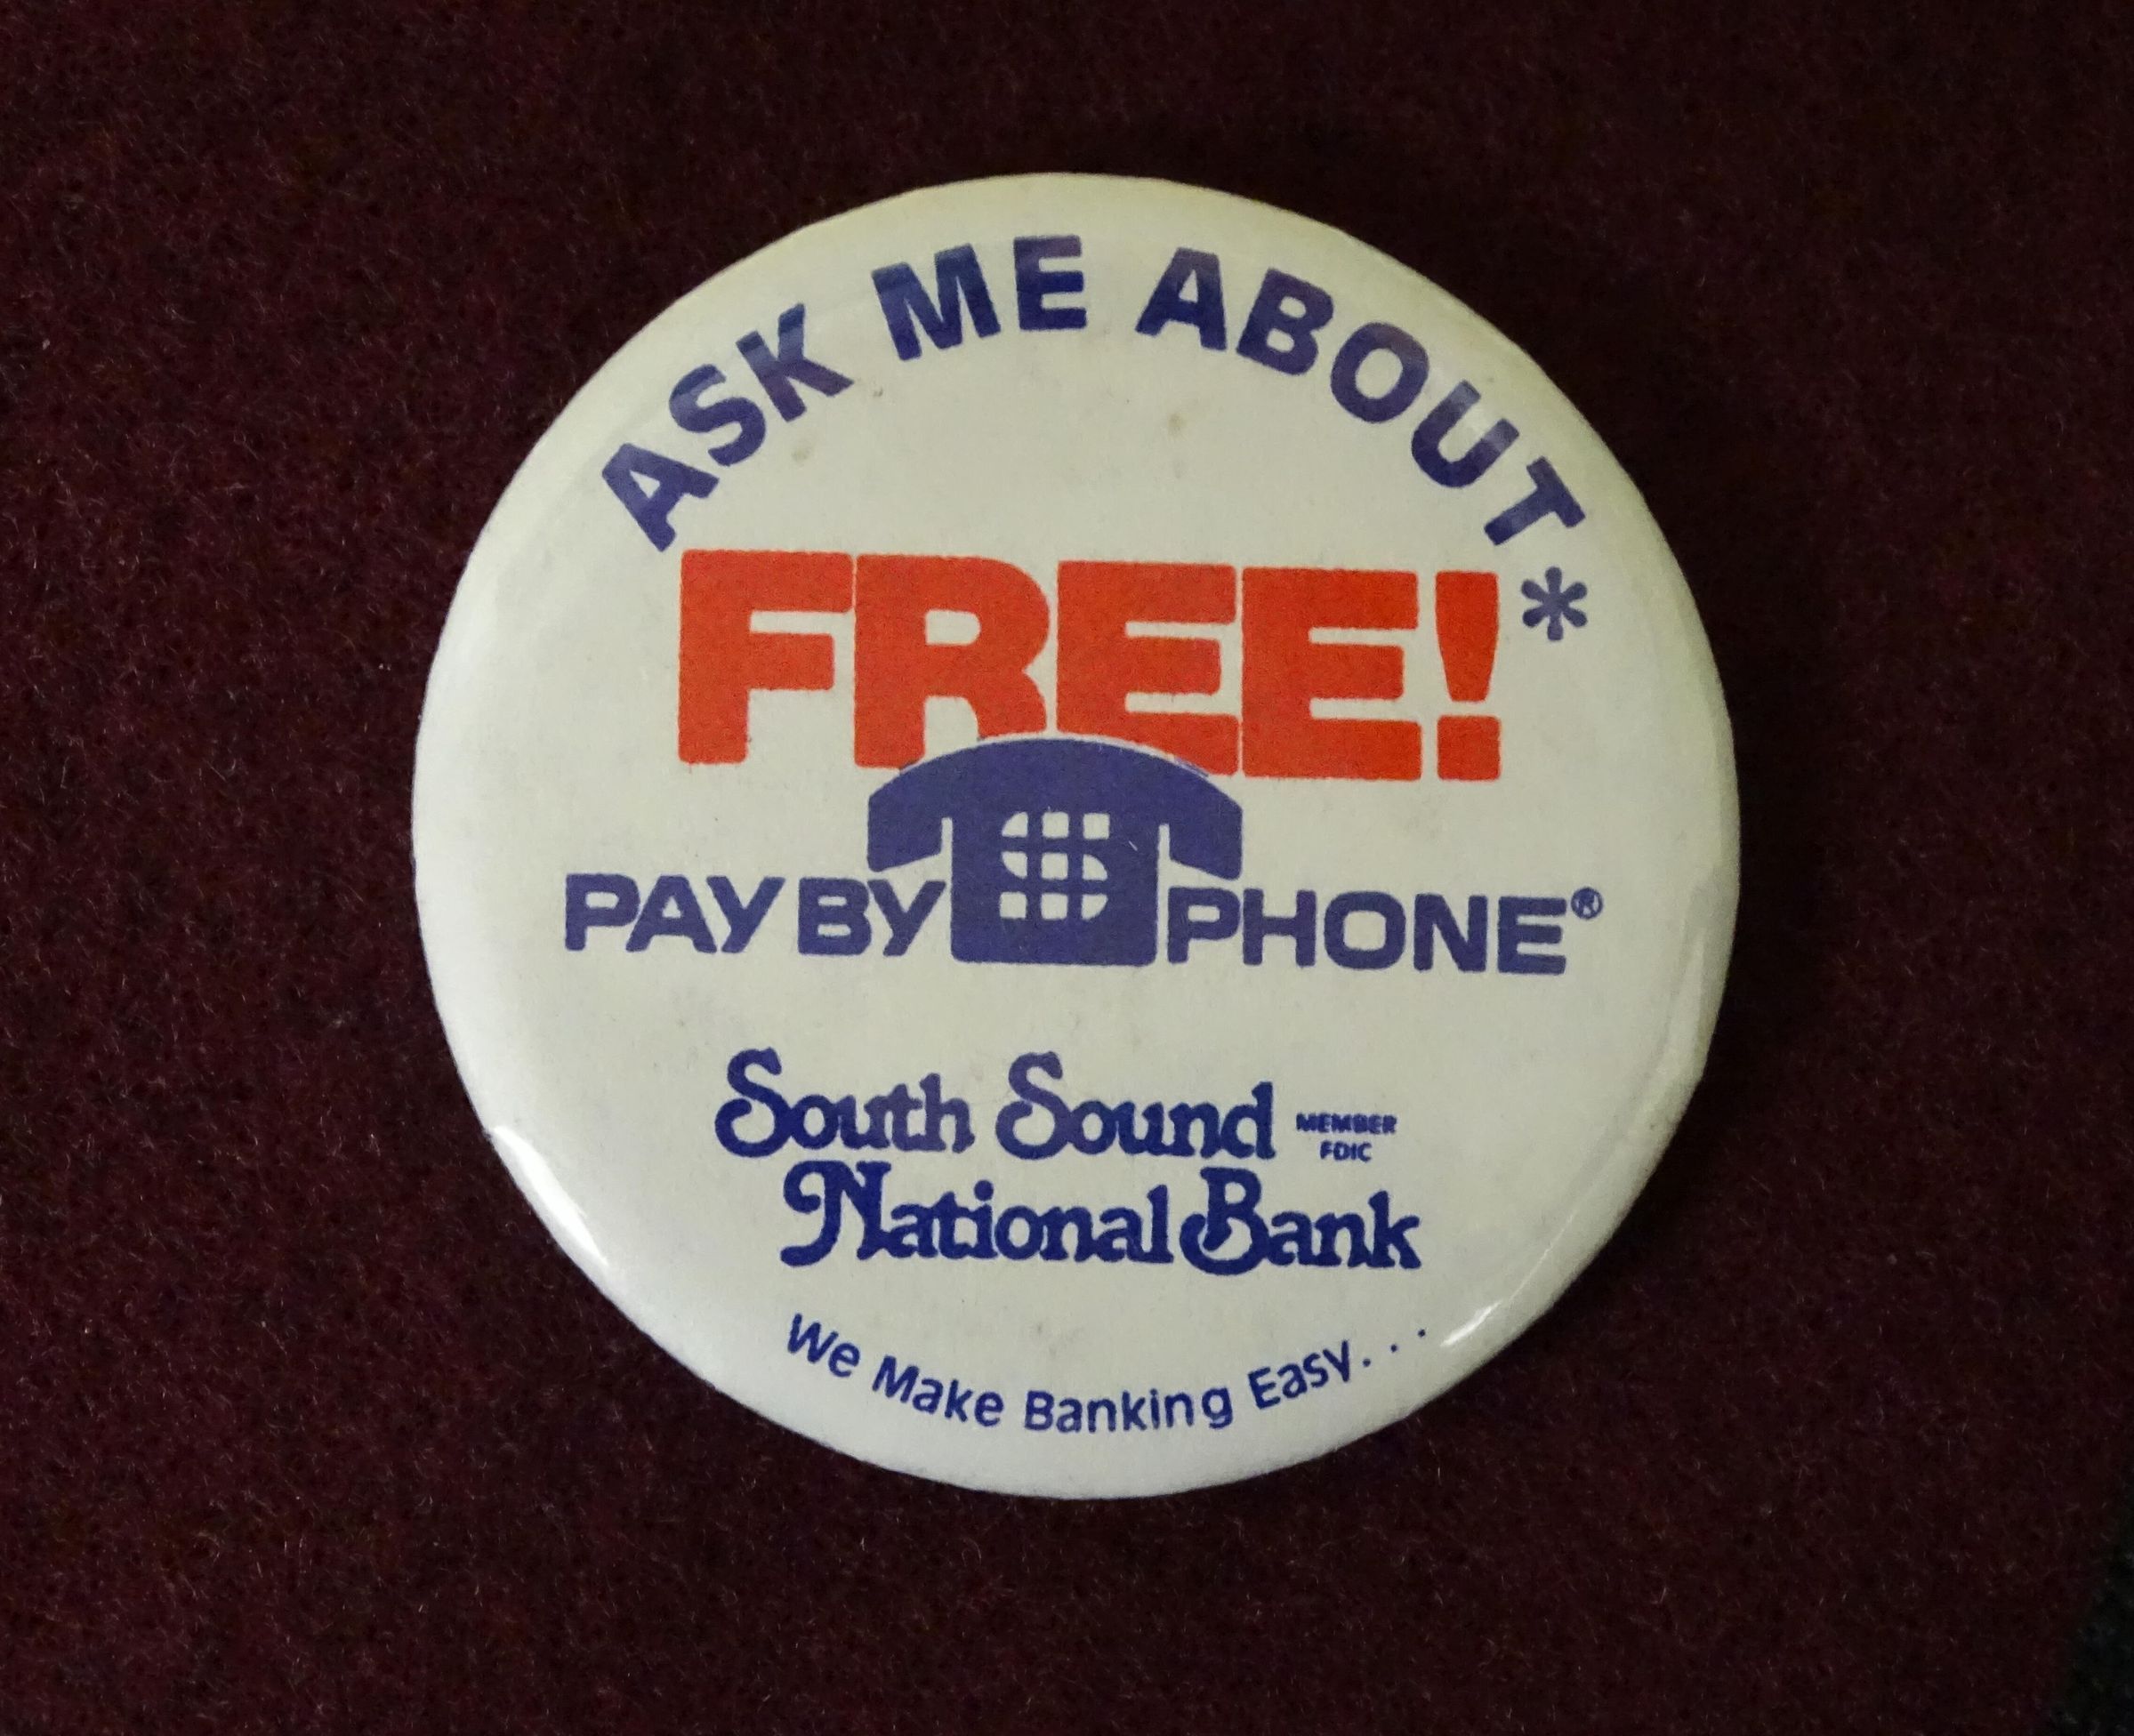 ASK ME ABOUT
FREE!*
PAY BY PHONE®
South Sound
MEMBER
FDIC
National Bank
We Make Banking Easy. . .